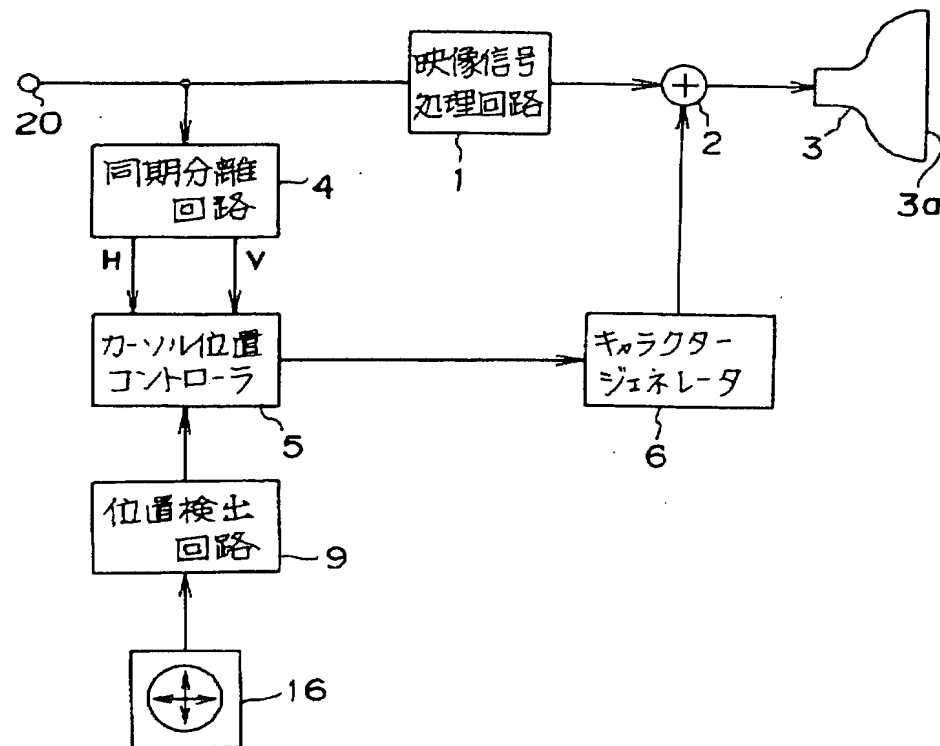 映像信号
処理回路
20
1
2
3
3a
同期分離
回路
4
H
V
カーソル位置
コントローラ
5
キャラクター
ジェネレータ
6
位置検出
回路
9
16